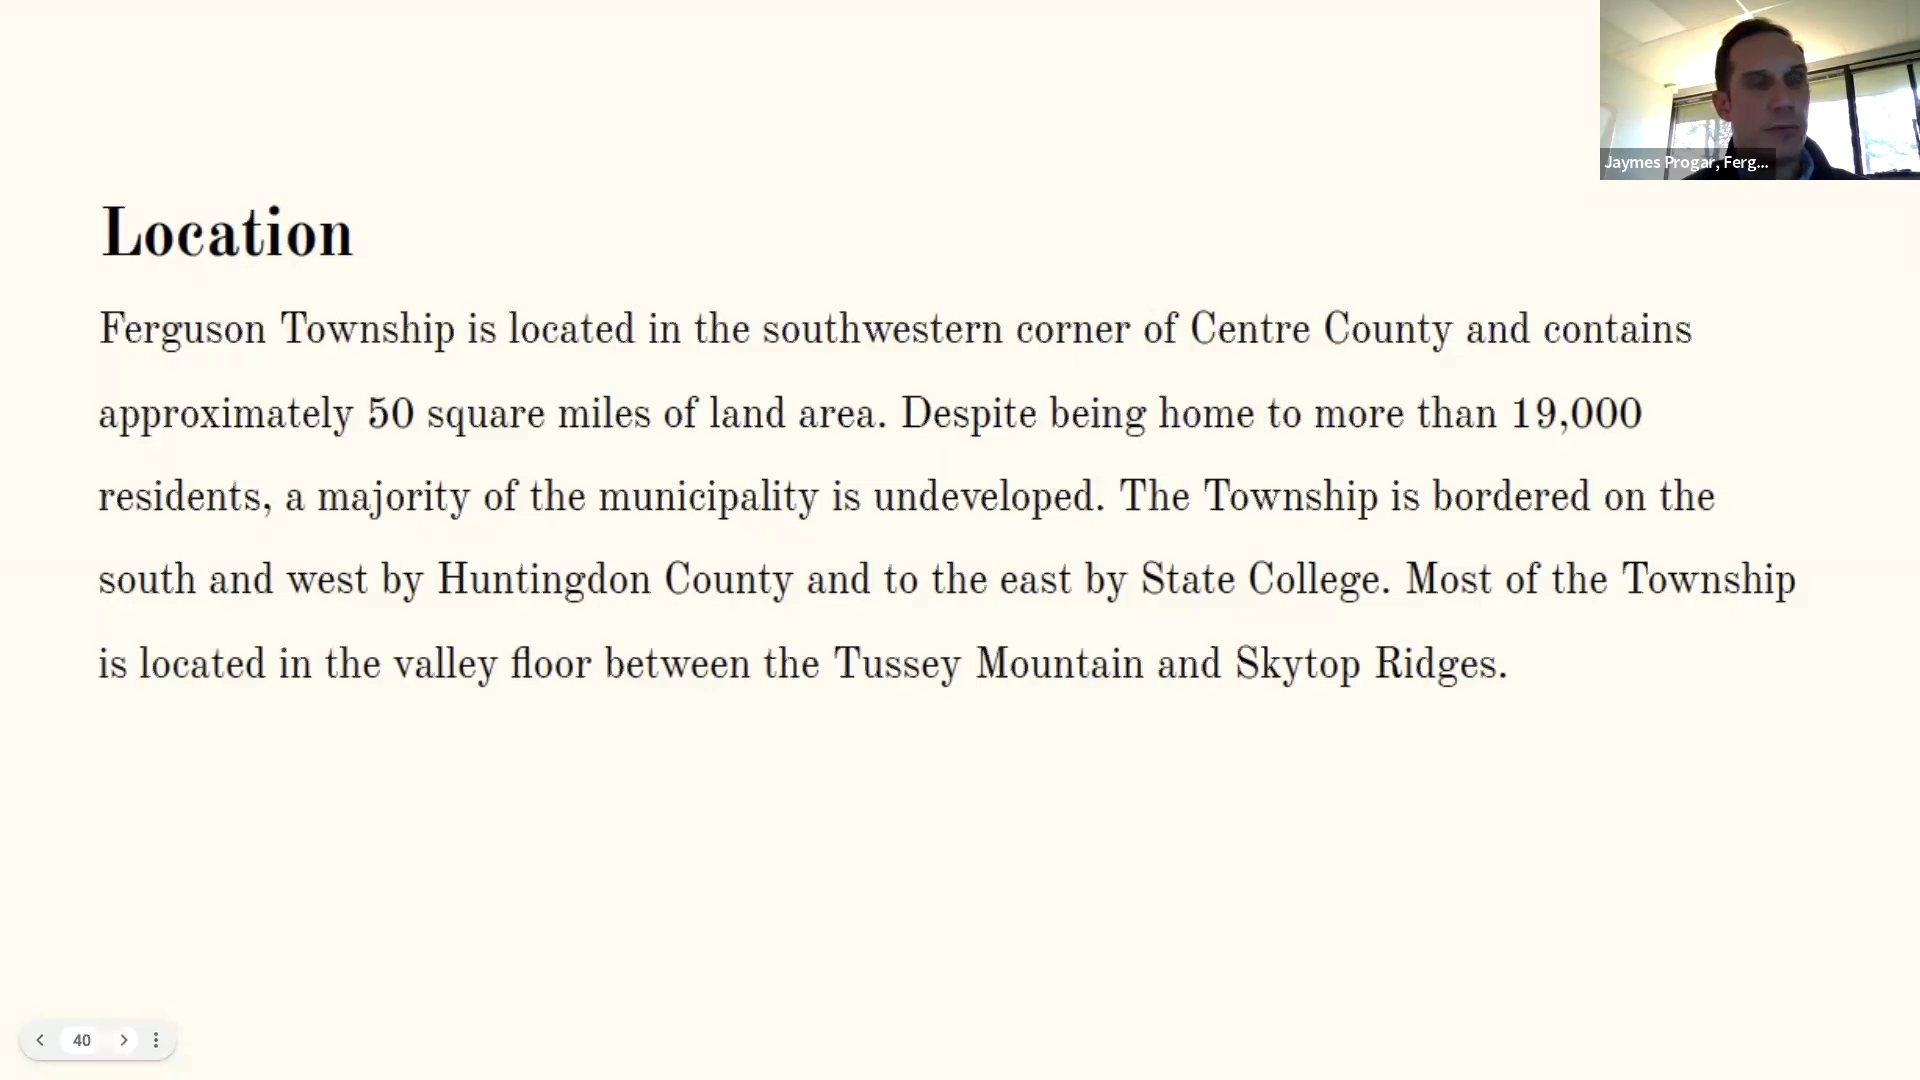 Jaymes Progar, Ferg...
Location
Ferguson Township is located in the southwestern corner of Centre County and contains
approximately 50 square miles of land area. Despite being home to more than 19,000
residents, a majority of the municipality is undeveloped. The Township is bordered on the
south and west by Huntingdon County and to the east by State College. Most of the Township
is located in the valley floor between the Tussey Mountain and Skytop Ridges.
40